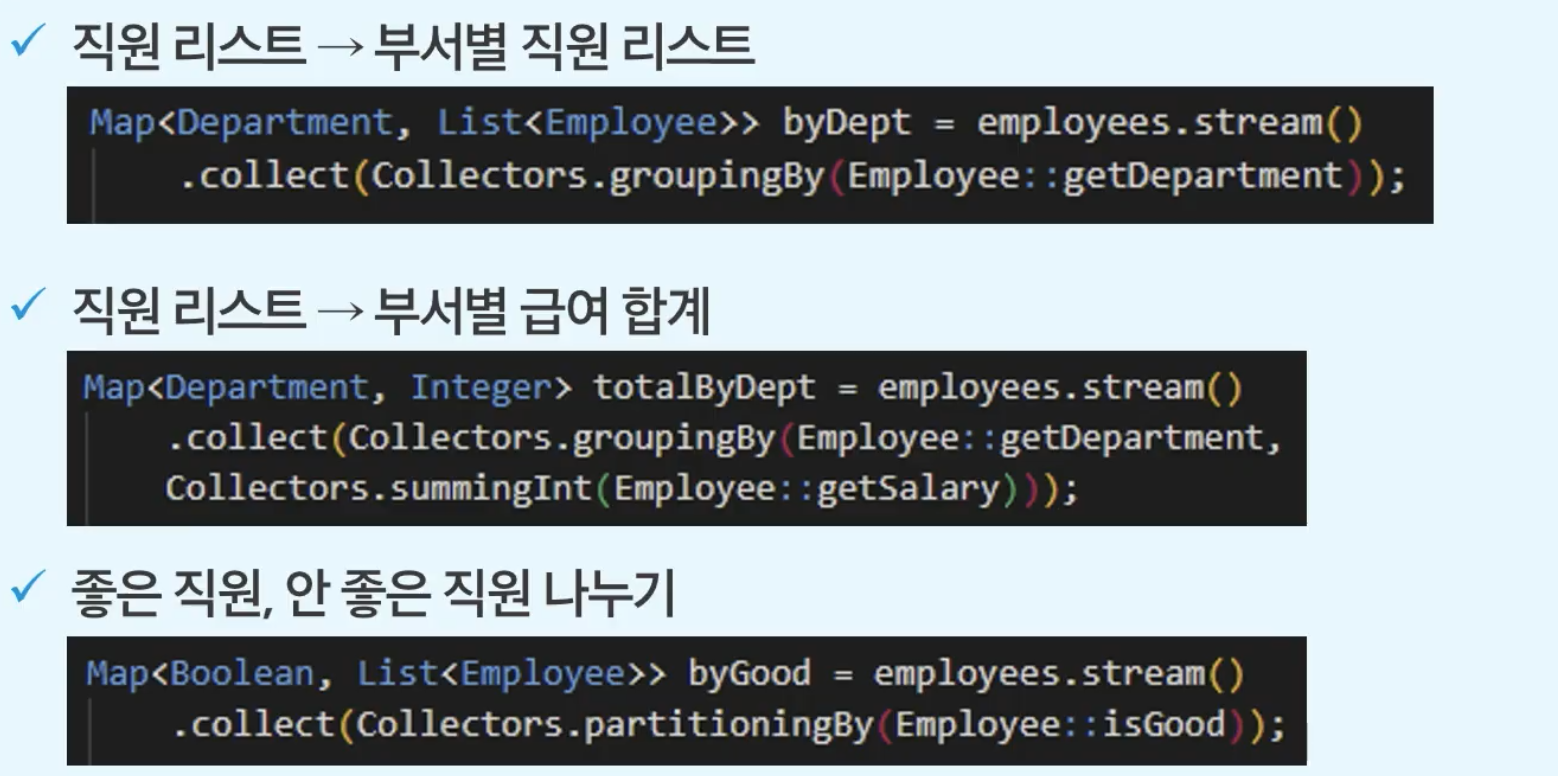 ✓ 직원 리스트 → 부서별 직원 리스트
Map<Department, List<Employee>> byDept = employees.stream()
.collect(Collectors.groupingBy(Employee::getDepartment));
✓ 직원 리스트 → 부서별 급여 합계
Map<Department, Integer> totalByDept = employees.stream()
.collect(Collectors.groupingBy(Employee::getDepartment,
Collectors.summingInt(Employee::getSalary)));
✓ 좋은 직원, 안 좋은 직원 나누기
Map<Boolean, List<Employee>> byGood = employees.stream()
.collect(Collectors.partitioningBy(Employee::isGood));